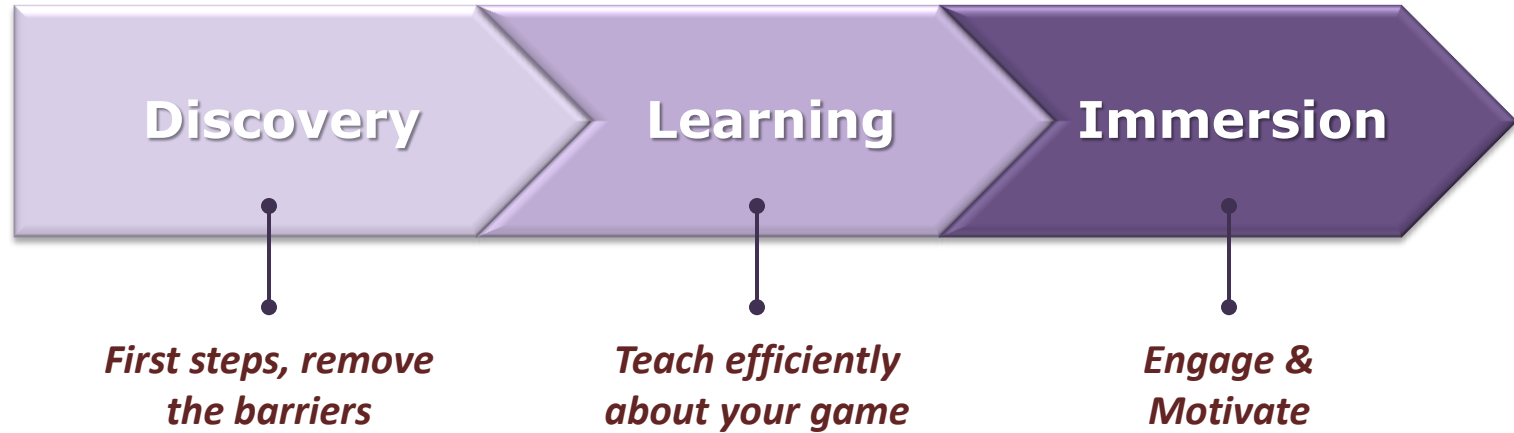 Discovery
Learning
Immersion
First steps, remove
the barriers
Teach efficiently
about your game
Engage &
Motivate